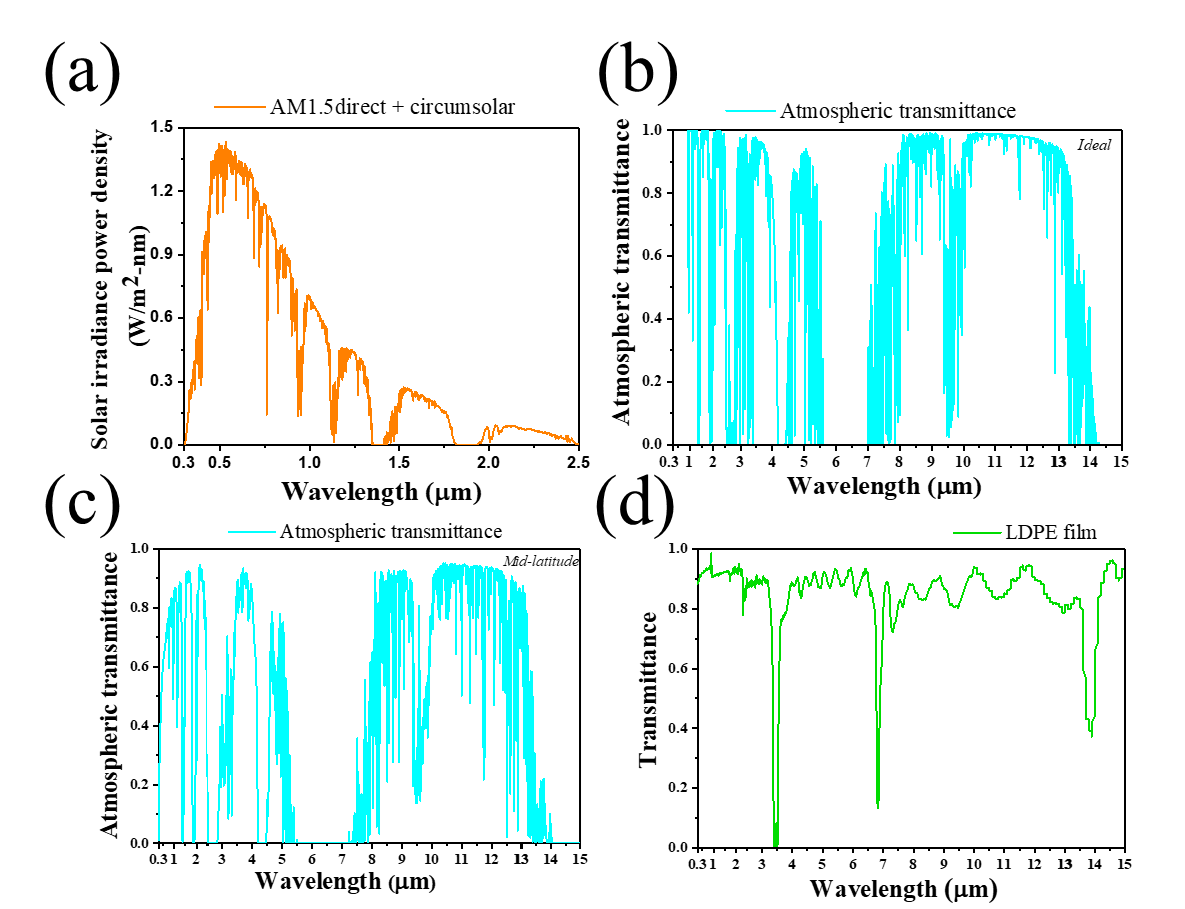 (a)
AM1.5direct + circumsolar
Solar irradiance power density
(W/m²-nm)
1.5
1.2
0.9
0.6
0.3
0.0
0.3 0.5 1.0 1.5 2.0 2.5
Wavelength (μm)
(b)
Atmospheric transmittance
Ideal
Atmospheric transmittance
1.0
0.8
0.6
0.4
0.2
0.0
0.3 1 2 3 4 5 6 7 8 9 10 11 12 13 14 15
Wavelength (μm)
(c)
Atmospheric transmittance
Mid-latitude
Atmospheric transmittance
1.0
0.8
0.6
0.4
0.2
0.0
0.3 1 2 4 5 6 7 8 9 10 11 12 13 14 15
Wavelength (μm)
(d)
LDPE film
Transmittance
1.0
0.8
0.6
0.4
0.2
0.0
0.3 1 2 3 4 5 6 7 8 9 10 11 12 13 14 15
Wavelength (μm)